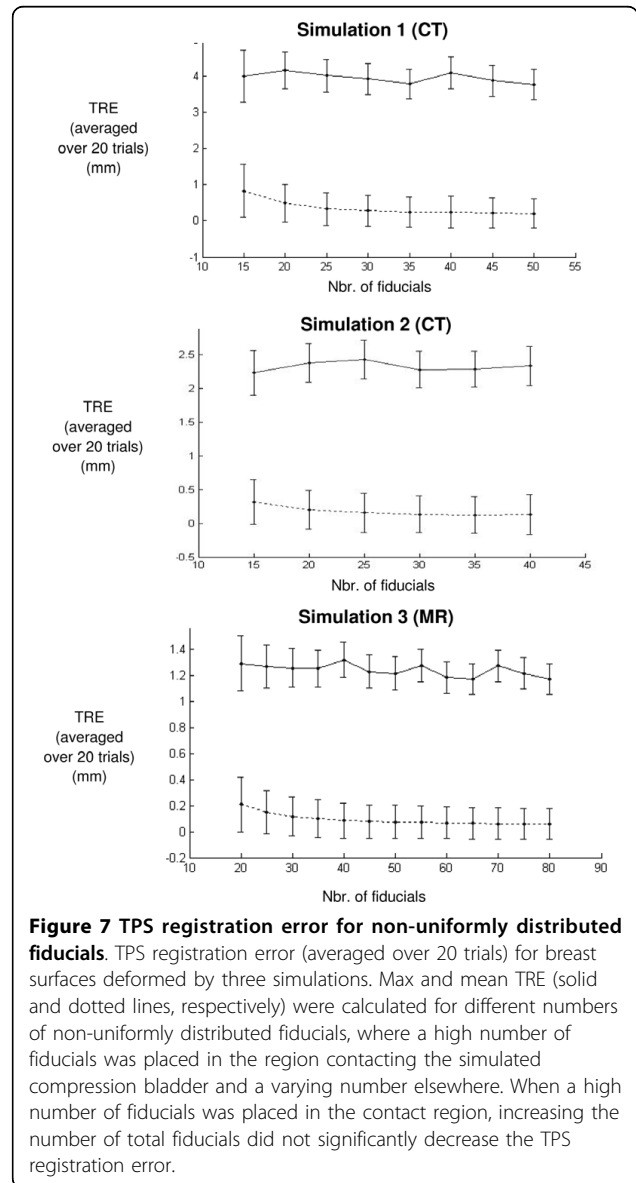 Simulation 1 (CT)
4
3
2
1
0
-1
TRE
(averaged
over 20 trials)
(mm)
10 15 20 25 30 35 40 45 50 55
Nbr. of fiducials
Simulation 2 (CT)
2.5
2
1.5
1
0.5
0
-0.5
TRE
(averaged
over 20 trials)
(mm)
10 15 20 25 30 35 40 45
Nbr. of fiducials
Simulation 3 (MR)
1.4
1.2
1
0.8
0.6
0.4
0.2
0
-0.2
TRE
(averaged
over 20 trials)
(mm)
10 20 30 40 50 60 70 80 90
Nbr. of fiducials
Figure 7 TPS registration error for non-uniformly distributed
fiducials. TPS registration error (averaged over 20 trials) for breast
surfaces deformed by three simulations. Max and mean TRE (solid
and dotted lines, respectively) were calculated for different numbers
of non-uniformly distributed fiducials, where a high number of
fiducials was placed in the region contacting the simulated
compression bladder and a varying number elsewhere. When a high
number of fiducials was placed in the contact region, increasing the
number of total fiducials did not significantly decrease the TPS
registration error.